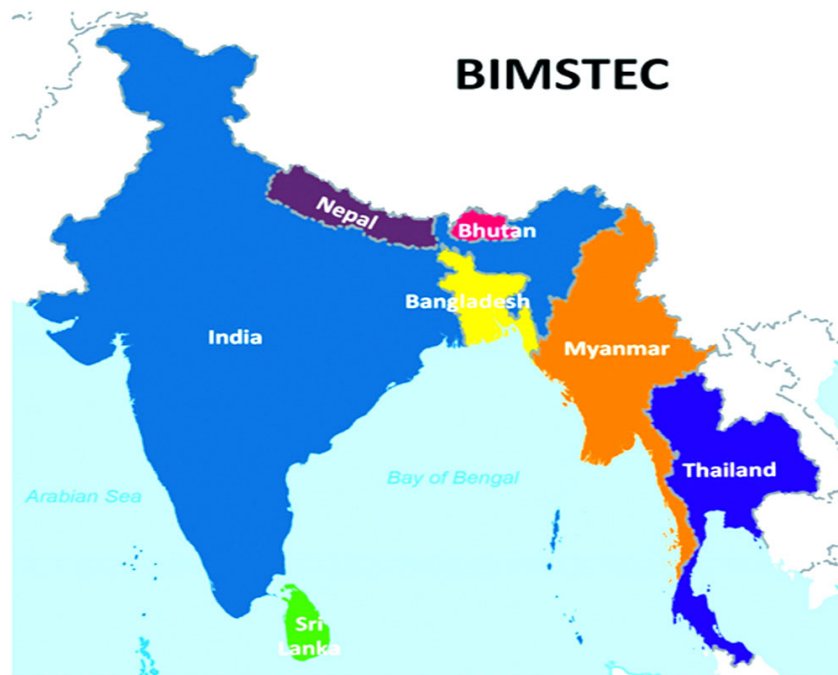 BIMSTEC
Nepal
Bhutan
Bangladesh
India
Myanmar
Thailand
Bay of Bengal
Arabian Sea
Sri
Lanka